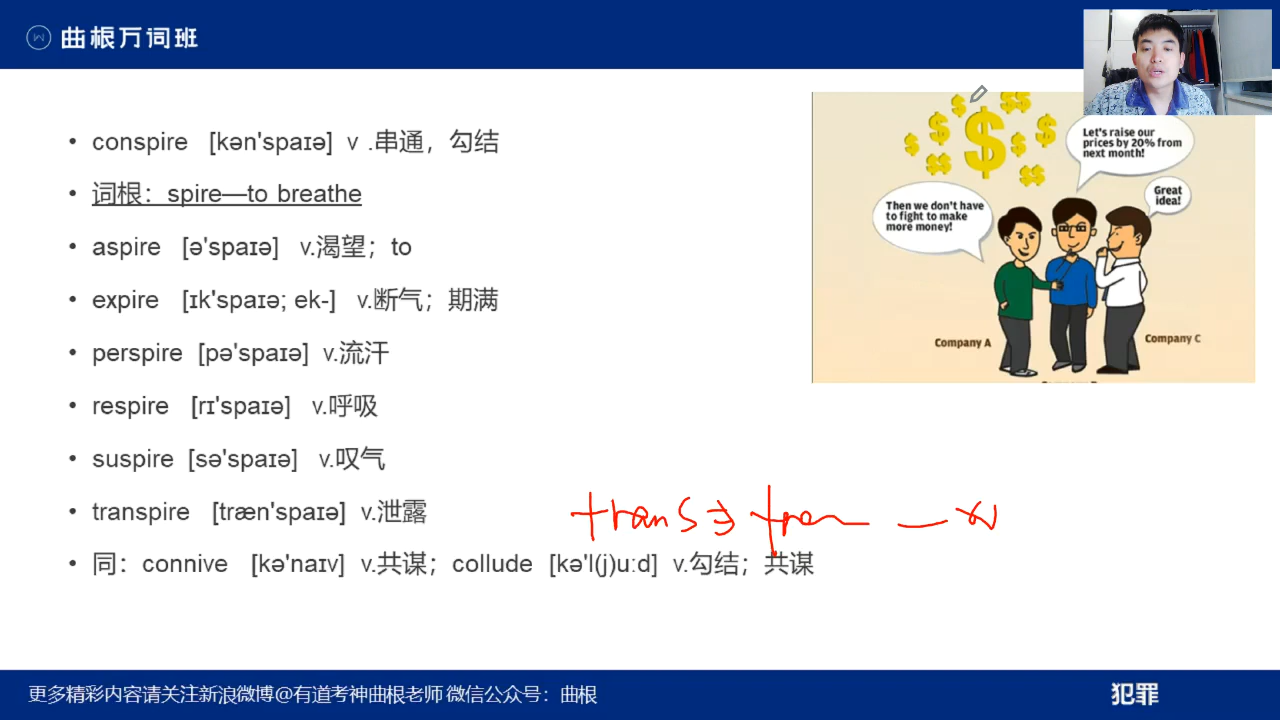 曲根万词班
conspire [kən'spaɪə] v .串通，勾结
词根：spire—to breathe
aspire [ə'spaɪə] v.渴望；to
expire [ɪk'spaɪə; ek-] v.断气；期满
perspire [pə'spaɪə] v.流汗
respire [rɪ'spaɪə] v.呼吸
suspire [sə'spaɪə] v.叹气
transpire [træn'spaɪə] v.泄露
trans
同：connive [kə'naɪv] v.共谋；collude [kə'l(j)uːd] v.勾结；共谋
Let's raise our
prices by 20% from
next month!
Great
idea!
Then we don't have
to fight to make
more money!
Company A
Company C
更多精彩内容请关注新浪微博@有道考神曲根老师 微信公众号：曲根
犯罪